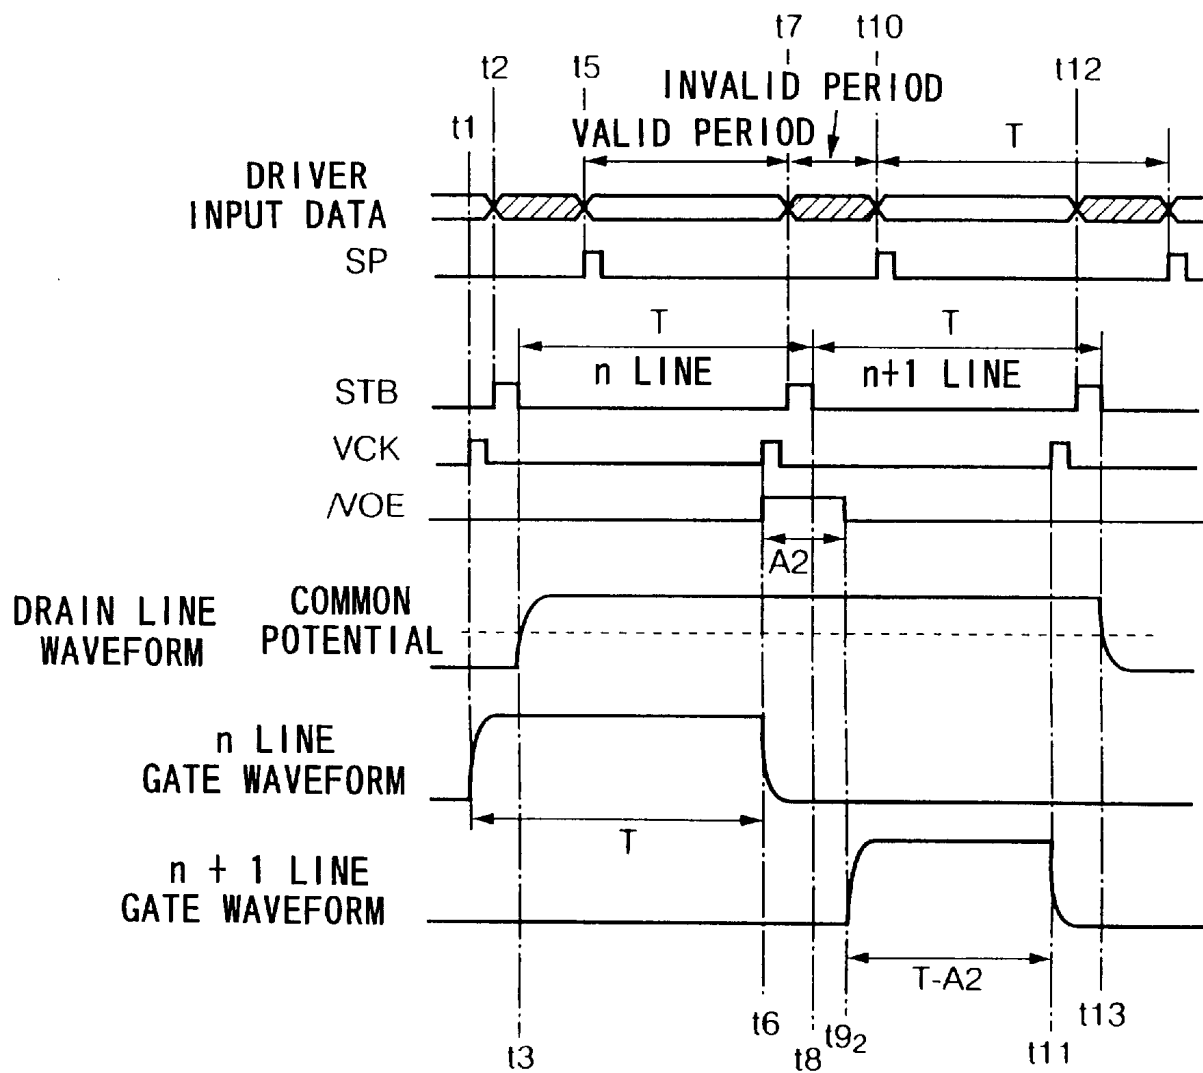 t7 t10
t2 t5 t12
INVALID PERIOD
t1 VALID PERIOD T
DRIVER
INPUT DATA
SP
T T
n LINE n+1 LINE
STB
VCK
/VOE
A2
DRAIN LINE
WAVEFORM
COMMON
POTENTIAL
n LINE
GATE WAVEFORM
T
n + 1 LINE
GATE WAVEFORM
T-A2
t6 t92 t13
t3 t8 t11